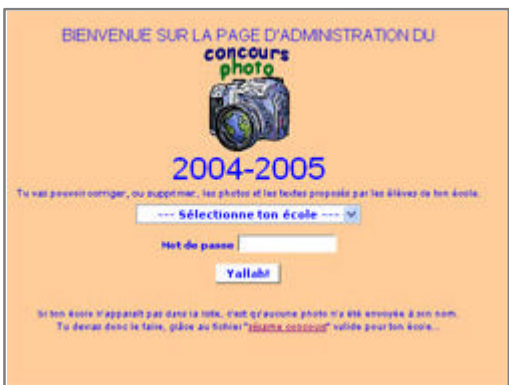 BIENVENUE SUR LA PAGE D'ADMINISTRATION DU
concours
photo
2004-2005
Tu vas pouvoir corriger, ou supprimer, les photos et les textes proposés par les élèves de ton école.
--- Sélectionne ton école ---
Mot de passe
Yallah!
Si ton école n'apparaît pas dans la liste, c'est qu'aucune photo n'a été envoyée à son nom.
Tu devras donc le faire, grâce au fichier "résume concours" valide pour ton école...